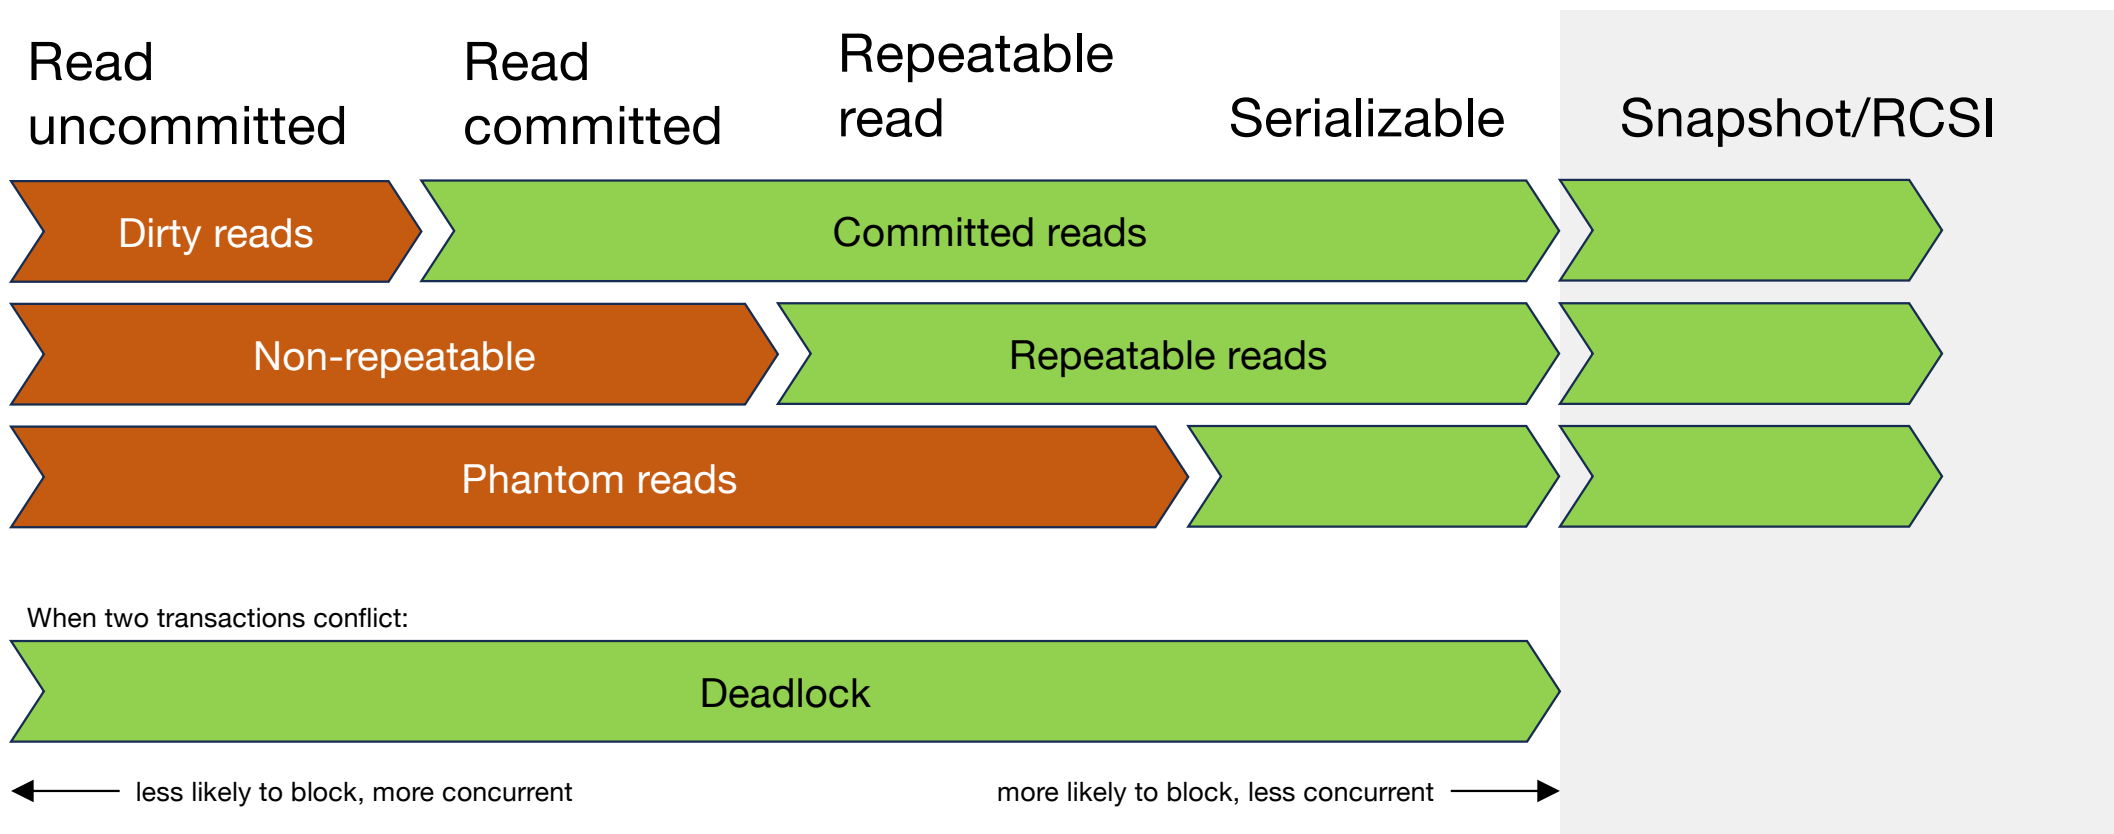 Read
uncommitted
Read
committed
Repeatable
read
Serializable
Snapshot/RCSI
Dirty reads
Committed reads
Non-repeatable
Repeatable reads
Phantom reads
When two transactions conflict:
Deadlock
less likely to block, more concurrent
more likely to block, less concurrent